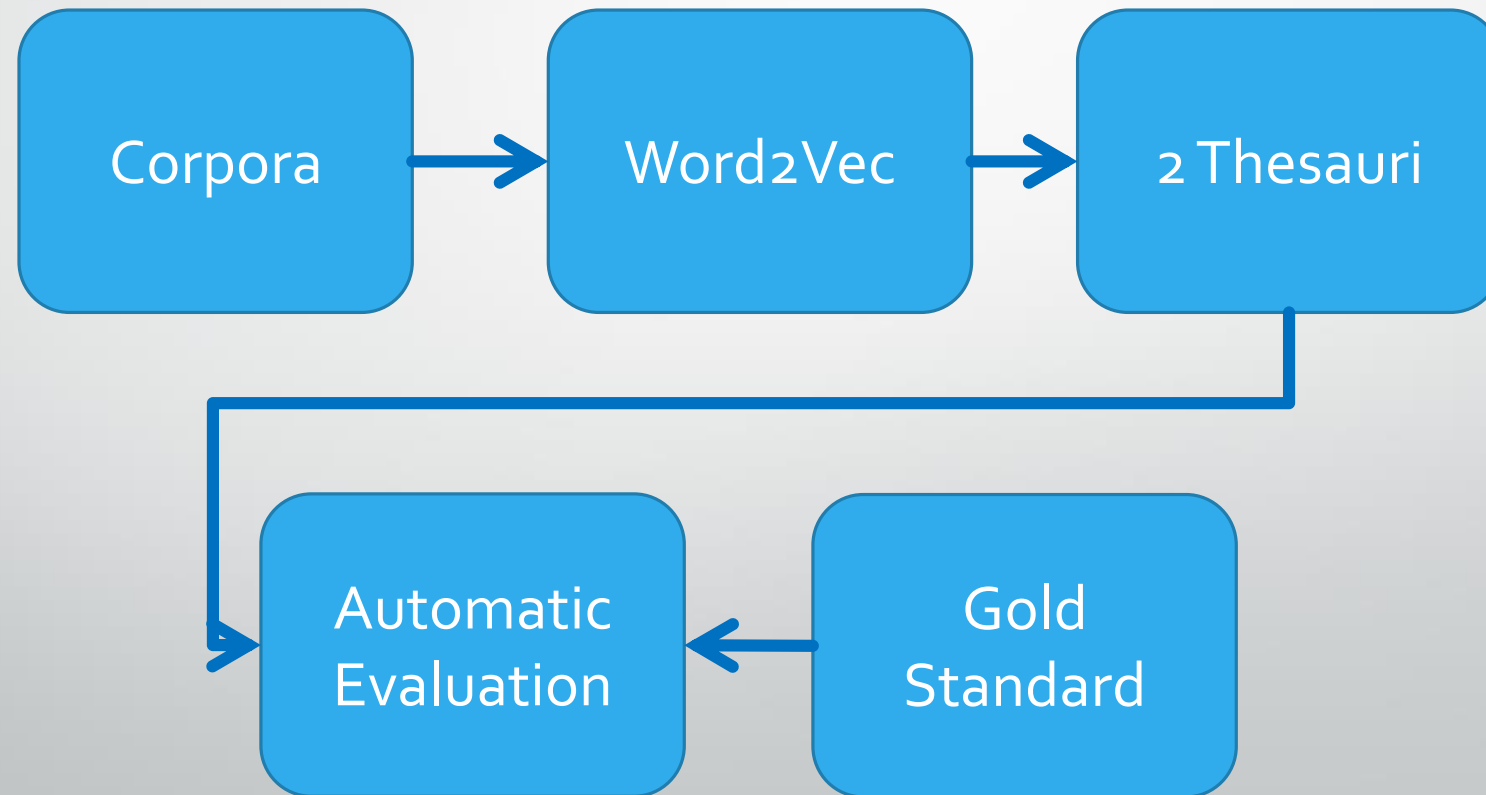 Corpora
Word2Vec
2 Thesauri
Automatic
Evaluation
Gold
Standard